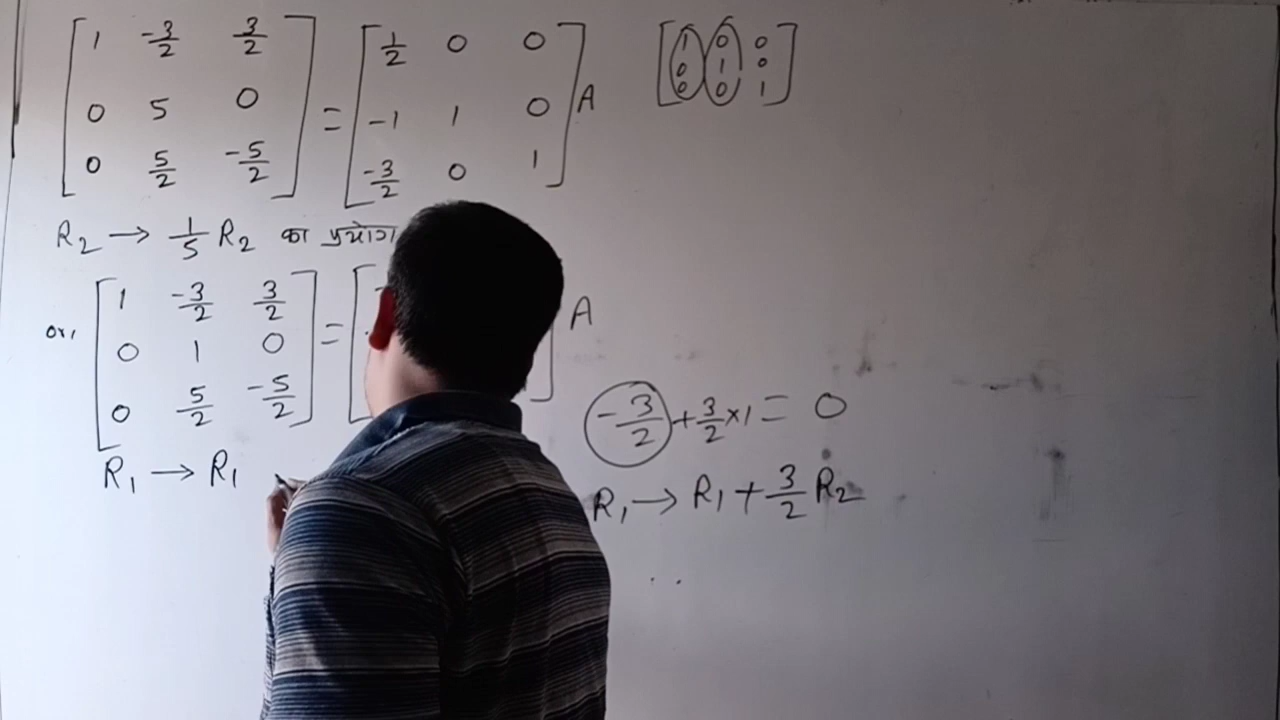 1 -3/2 3/2 1/2 0 0
0 5 0 = -1 1 0 A
0 5/2 -5/2 -3/2 0 1
1 0 0
0 1 0
0 0 1
R₂ → 1/5 R₂ का प्रयोग
or, 1 -3/2 3/2
0 1 0 = A
0 5/2 -5/2
R₁ → R₁
-3/2 + 3/2 × 1 = 0
R₁ → R₁ + 3/2 R₂